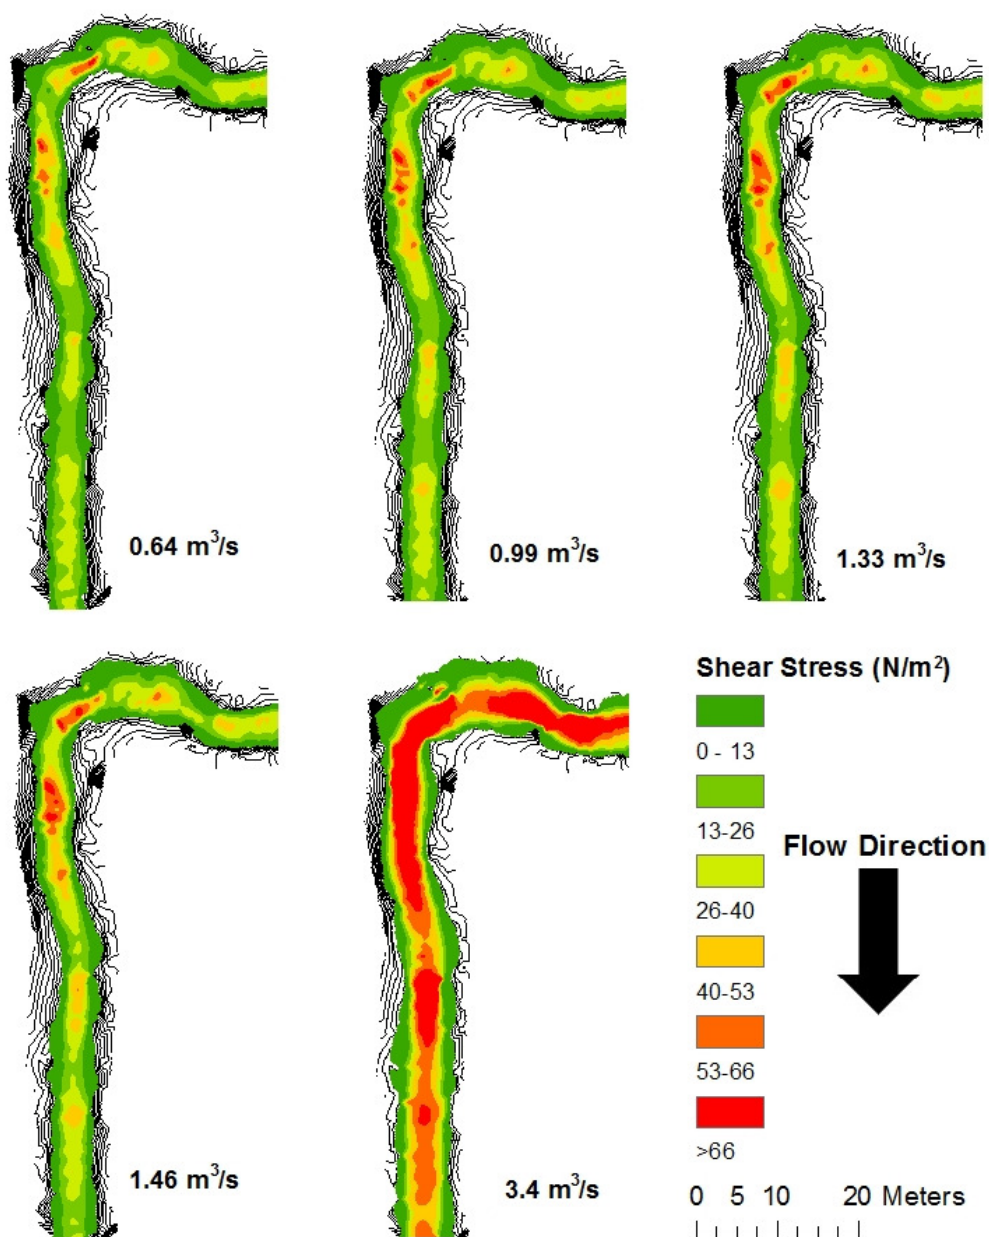 0.64 m³/s
0.99 m³/s
1.33 m³/s
1.46 m³/s
3.4 m³/s
Shear Stress (N/m²)
0 - 13
13-26
26-40
40-53
53-66
>66
Flow Direction
0 5 10 20 Meters